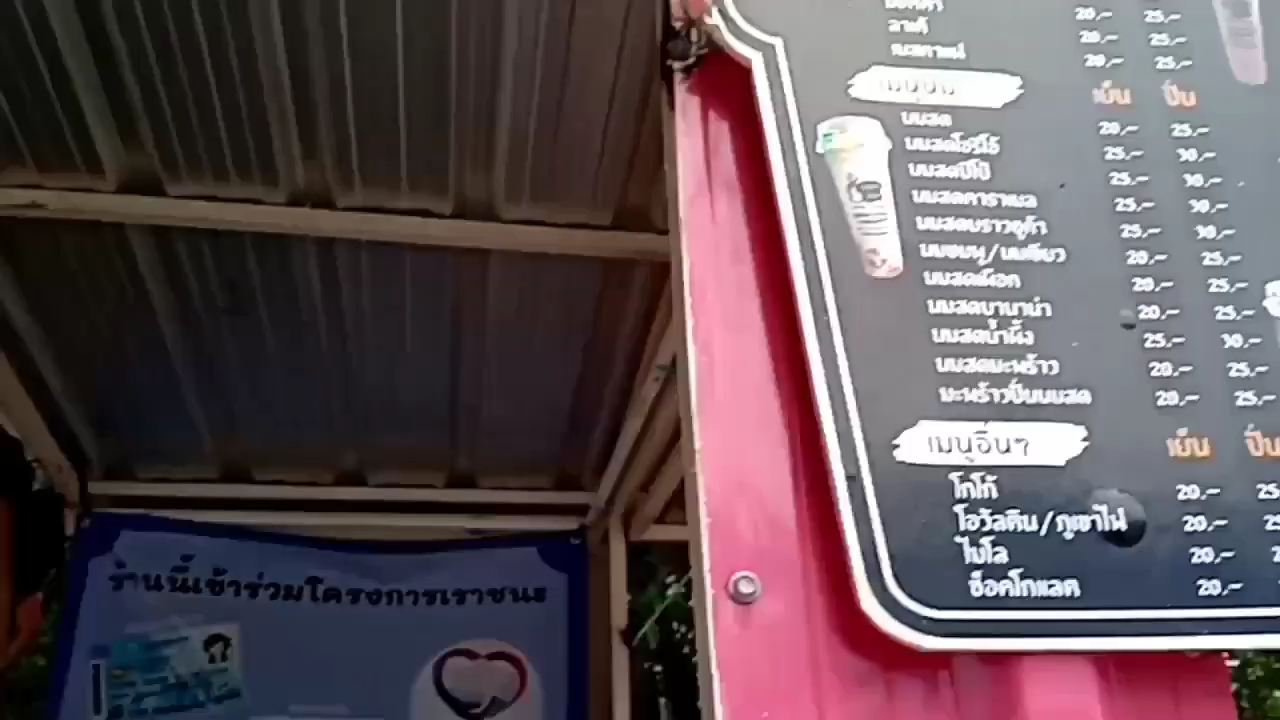 มอคค่า 20.- 25.-
ลาเต้ 20.- 25.-
20.- 25.-
เมนูนม เย็น ปั่น
นมสด 20.- 25.-
นมสดโอรีโอ้ 25.- 30.-
นมสดปีโป้ 25.- 30.-
นมสดคาราเมล 25.- 30.-
นมสดบราวชูก้า 25.- 30.-
นมชมพู/นมเขียว 20.- 25.-
นมสดเผือก 20.- 25.-
นมสดบานาน่า 20.- 25.-
นมสดน้ำผึ้ง 25.- 30.-
นมสดมะพร้าว 20.- 25.-
มะพร้าวปั่นนมสด 20.- 25.-
เมนูอื่นๆ เย็น ปั่น
โกโก้ 20.- 25
โอวัลติน/ภูเขาไฟ 20.-
ไมโล 20.-
ช็อคโกแลต 20.-
ร้านนี้เข้าร่วมโครงการเราชนะ